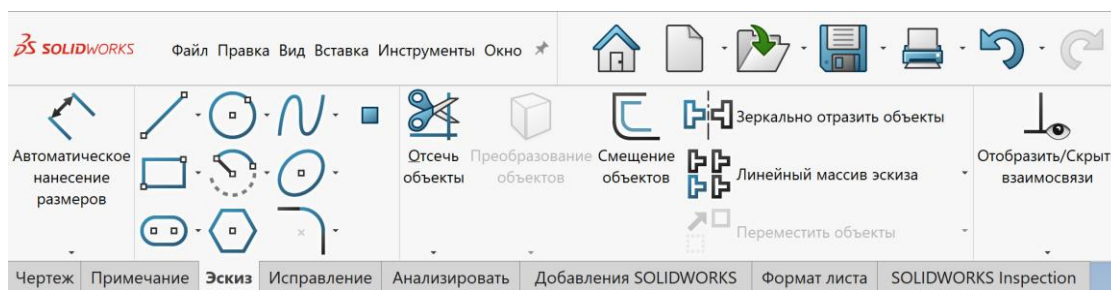 SOLIDWORKS
Файл Правка Вид Вставка Инструменты Окно
Автоматическое
нанесение
размеров
Отсечь
объекты
Преобразование
объектов
Смещение
объектов
Зеркально отразить объекты
Линейный массив эскиза
Переместить объекты
Отобразить/Скрыт
взаимосвязи
Чертеж Примечание Эскиз Исправление Анализировать Добавления SOLIDWORKS Формат листа SOLIDWORKS Inspection